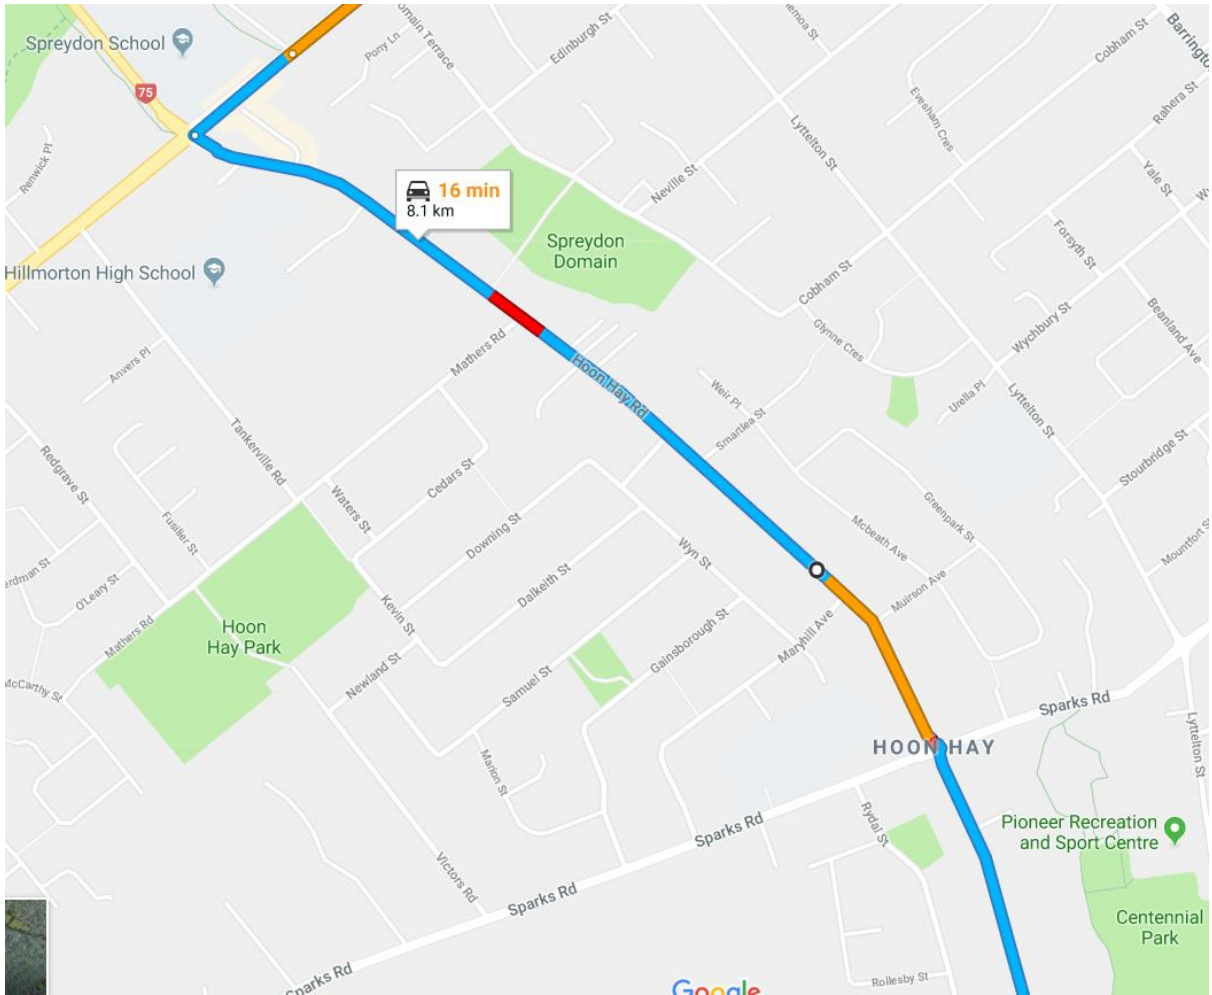 Spreydon School
75
Pony Ln
Domain Terrace
Edinburgh St
Barrington
Cobham St
Rahera St
Evesham Cres
Lyttelton St
Yale St
Renwick Pl
16 min
8.1 km
Neville St
Forsyth St
Spreydon
Domain
Hillmorton High School
Cobham St
Wychbury St
Beanland Ave
Glynne Cres
Mathers Rd
Anvers Pl
Hoon Hay Rd
Weir Pl
Urella Pl
Lyttelton St
Smartlea St
Stourbridge St
Tankerville Rd
Redgrave St
Cedars St
Waters St
Greenpark St
Fusilier St
Downing St
Mcbeath Ave
Mountfort St
Wyn St
O'Leary St
Dalkeith St
Muirson Ave
Kevin St
Mathers Rd
Hoon
Hay Park
Gainsborough St
Maryhill Ave
Newland St
Samuel St
McCarthy St
Sparks Rd
Lyttelton St
HOON HAY
Marion St
Sparks Rd
Rydal St
Pioneer Recreation
and Sport Centre
Victors Rd
Sparks Rd
Centennial
Park
Sparks Rd
Rollesby St
Google